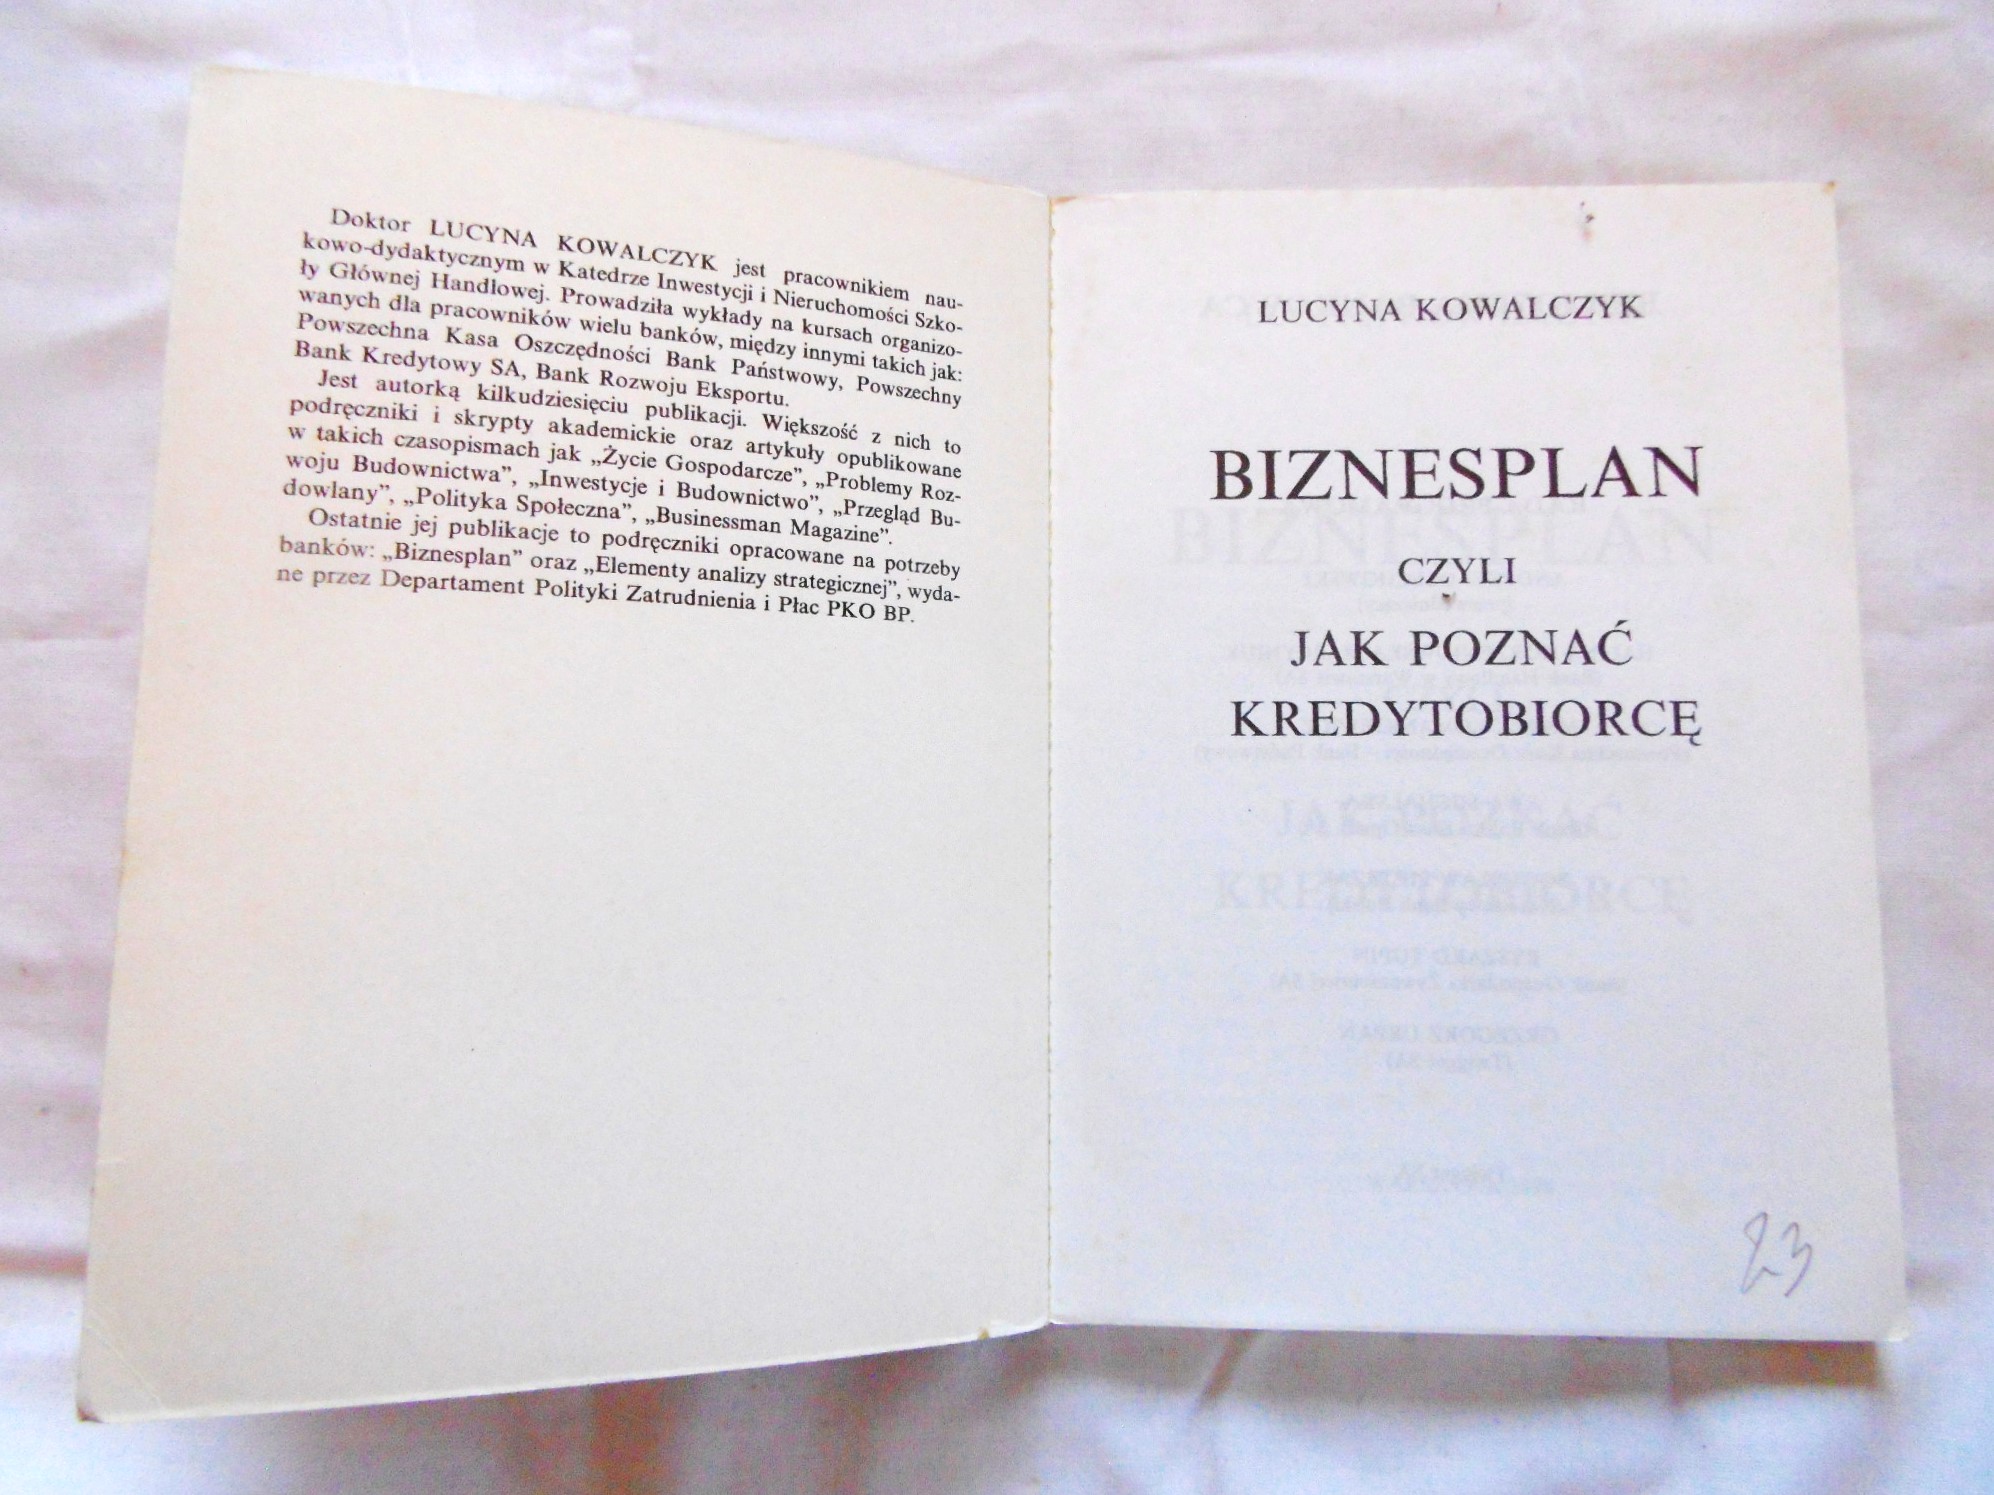 Doktor LUCYNA KOWALCZYK jest pracownikiem nau-
kowo-dydaktycznym w Katedrze Inwestycji i Nieruchomości Szko-
ły Głównej Handlowej. Prowadziła wykłady na kursach organizo-
wanych dla pracowników wielu banków, między innymi takich jak:
Powszechna Kasa Oszczędności Bank Państwowy, Powszechny
Bank Kredytowy SA, Bank Rozwoju Eksportu.
Jest autorką kilkudziesięciu publikacji. Większość z nich to
podręczniki i skrypty akademickie oraz artykuły opublikowane
w takich czasopismach jak „Życie Gospodarcze”, „Problemy Roz-
woju Budownictwa”, „Inwestycje i Budownictwo”, „Przegląd Bu-
dowlany”, „Polityka Społeczna”, „Businessman Magazine”.
Ostatnie jej publikacje to podręczniki opracowane na potrzeby
banków: „Biznesplan” oraz „Elementy analizy strategicznej”, wyda-
ne przez Departament Polityki Zatrudnienia i Płac PKO BP.
LUCYNA KOWALCZYK
BIZNESPLAN
CZYLI
JAK POZNAĆ
KREDYTOBIORCĘ
23